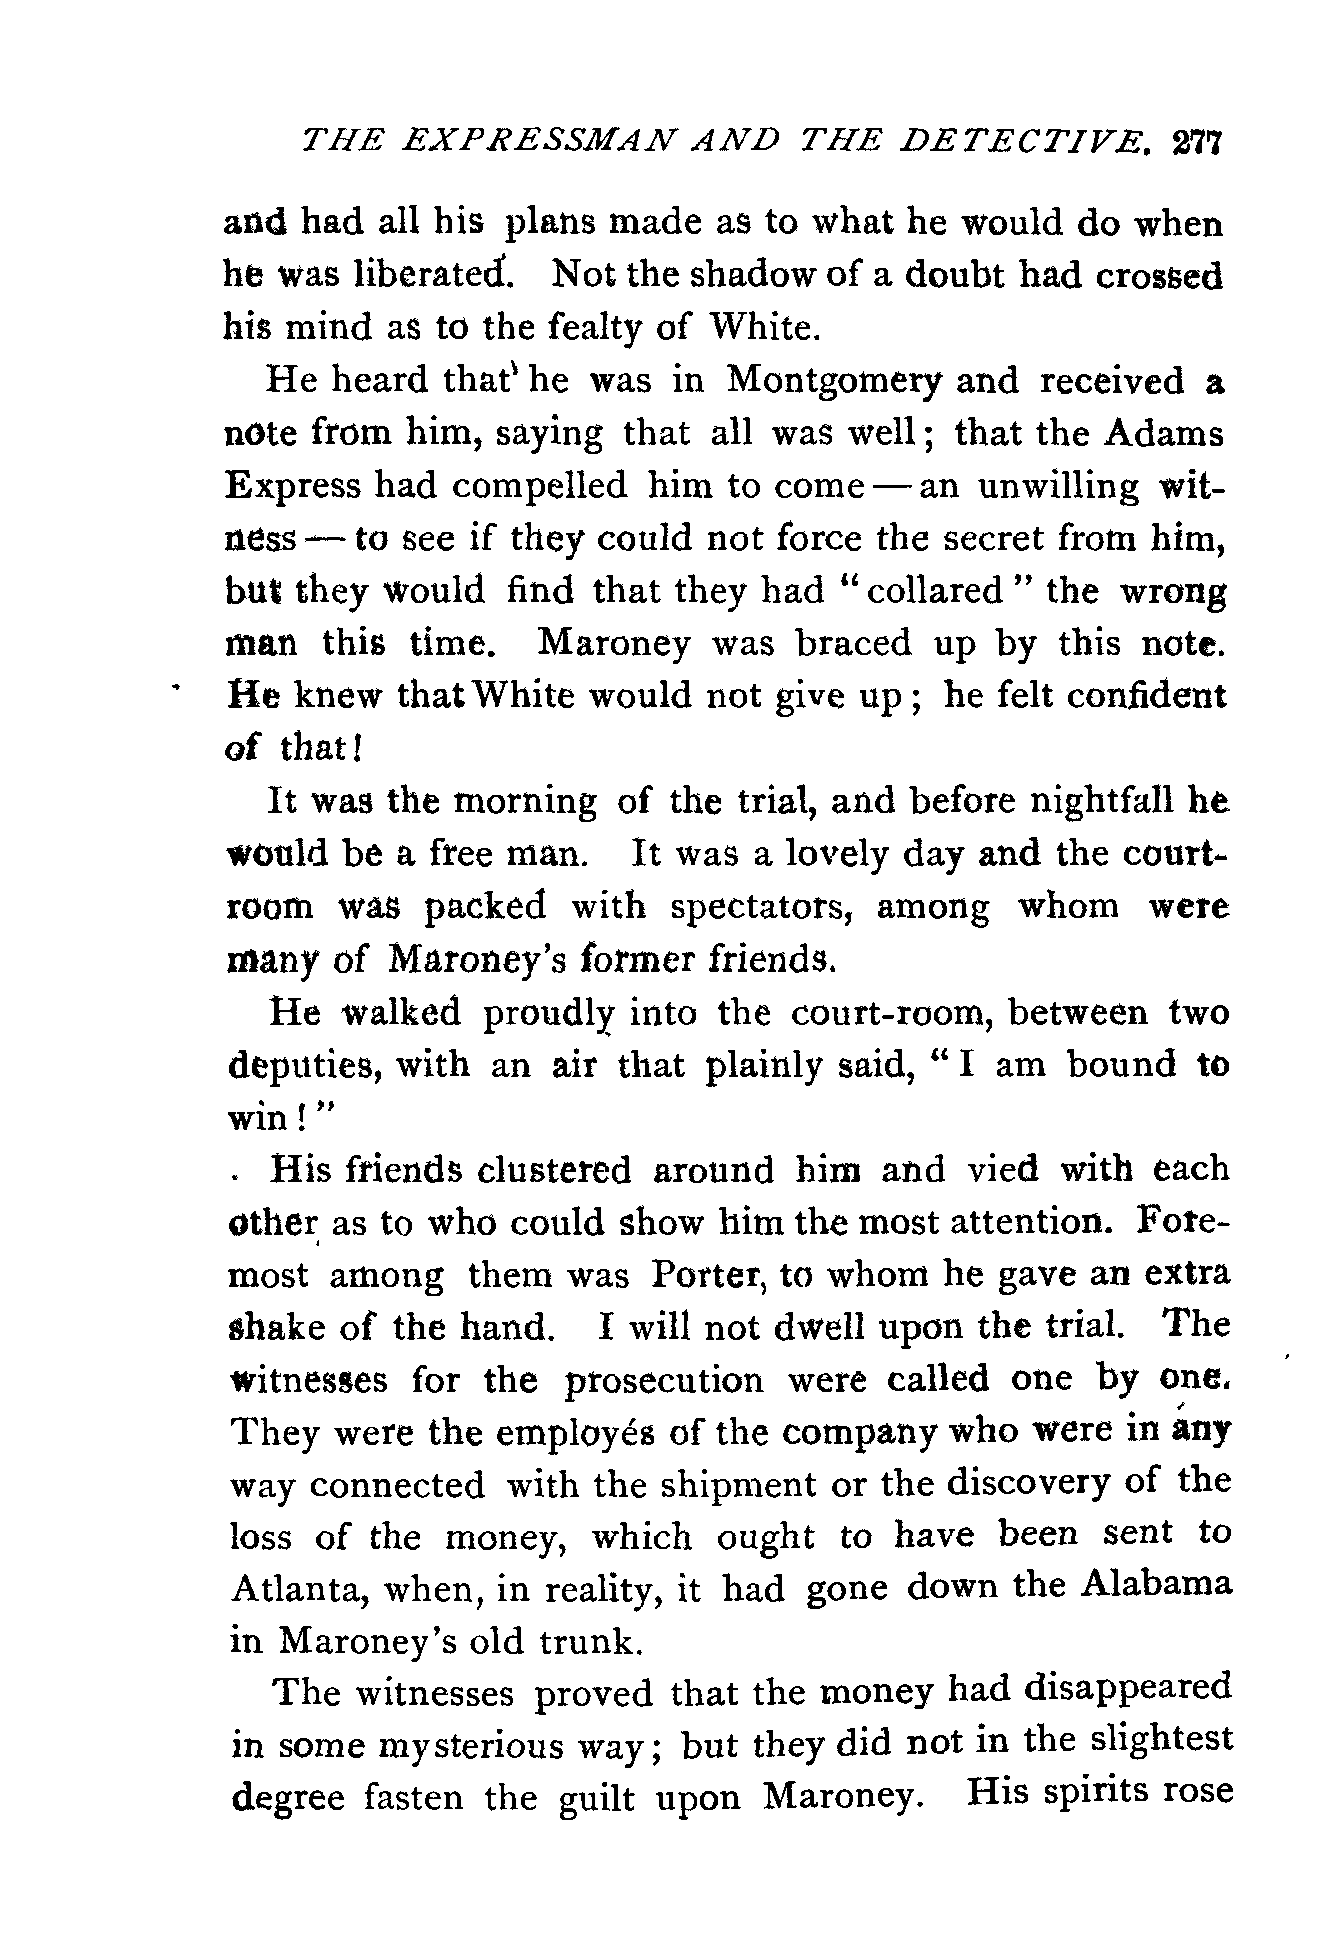 THE EXPRESSMAN AND THE DETECTIVE. 277
and had all his plans made as to what he would do when
he was liberated. Not the shadow of a doubt had crossed
his mind as to the fealty of White.
He heard that he was in Montgomery and received a
note from him, saying that all was well; that the Adams
Express had compelled him to come — an unwilling wit-
ness — to see if they could not force the secret from him,
but they would find that they had "collared" the wrong
man this time. Maroney was braced up by this note.
He knew that White would not give up; he felt confident
of that!
It was the morning of the trial, and before nightfall he
would be a free man. It was a lovely day and the court-
room was packed with spectators, among whom were
many of Maroney's former friends.
He walked proudly into the court-room, between two
deputies, with an air that plainly said, "I am bound to
win!"
His friends clustered around him and vied with each
other as to who could show him the most attention. Fore-
most among them was Porter, to whom he gave an extra
shake of the hand. I will not dwell upon the trial. The
witnesses for the prosecution were called one by one.
They were the employés of the company who were in any
way connected with the shipment or the discovery of the
loss of the money, which ought to have been sent to
Atlanta, when, in reality, it had gone down the Alabama
in Maroney's old trunk.
The witnesses proved that the money had disappeared
in some mysterious way; but they did not in the slightest
degree fasten the guilt upon Maroney. His spirits rose